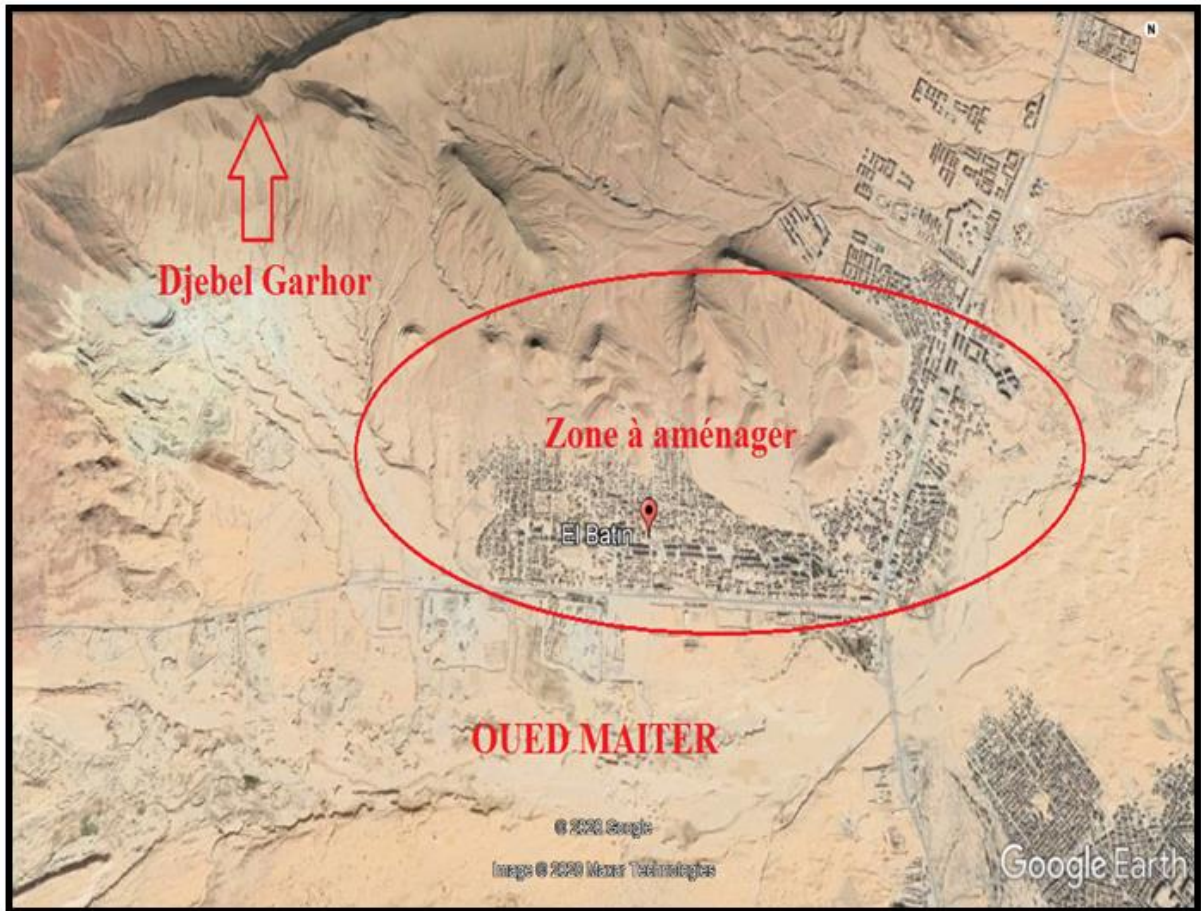 N
Djebel Garhor
Zone à aménager
El Batin
OUED MAITER
© 2020 Google
Image © 2020 Maxar Technologies
Google Earth